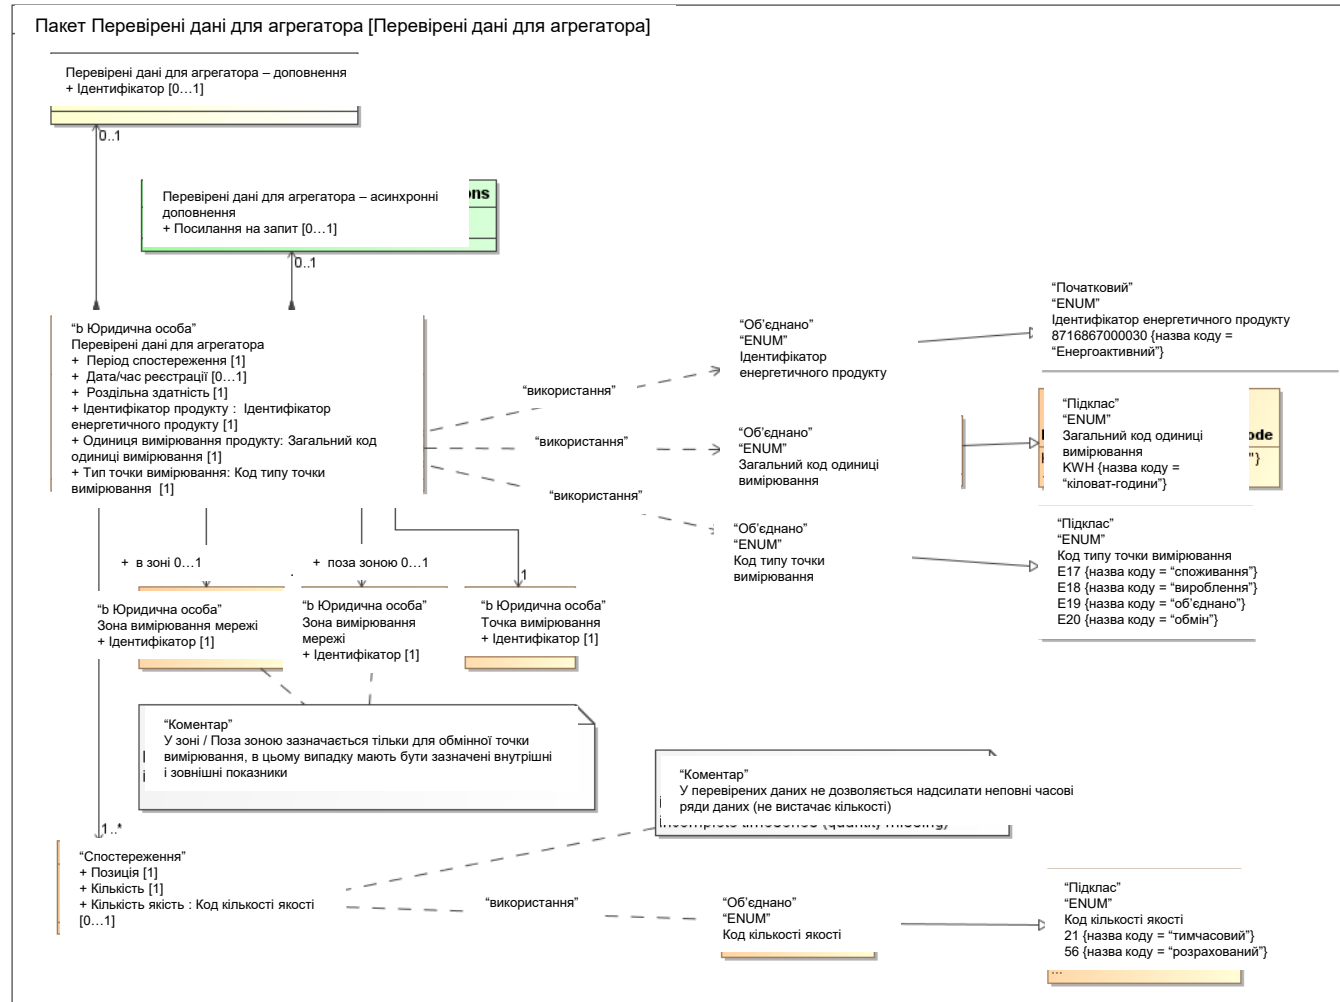 Пакет Перевірені дані для агрегатора [Перевірені дані для агрегатора]
Перевірені дані для агрегатора – доповнення
+ Ідентифікатор [0…1]
0..1
ons
Перевірені дані для агрегатора – асинхронні
доповнення
+ Посилання на запит [0…1]
0..1
“b Юридична особа”
Перевірені дані для агрегатора
+ Період спостереження [1]
+ Дата/час реєстрації [0…1]
+ Роздільна здатність [1]
+ Ідентифікатор продукту : Ідентифікатор
енергетичного продукту [1]
+ Одиниця вимірювання продукту: Загальний код
одиниці вимірювання [1]
+ Тип точки вимірювання: Код типу точки
вимірювання [1]
“використання”
“використання”
“використання”
“Об’єднано”
“ENUM”
Ідентифікатор
енергетичного продукту
“Початковий”
“ENUM”
Ідентифікатор енергетичного продукту
8716867000030 {назва коду =
“Енергоактивний”}
“Об’єднано”
“ENUM”
Загальний код одиниці
вимірювання
“Підклас”
“ENUM”
Загальний код одиниці
вимірювання
KWH {назва коду =
“кіловат-години”}
ode
"}
“Об’єднано”
“ENUM”
Код типу точки
вимірювання
“Підклас”
“ENUM”
Код типу точки вимірювання
E17 {назва коду = “споживання”}
E18 {назва коду = “вироблення”}
E19 {назва коду = “об’єднано”}
E20 {назва коду = “обмін”}
+ в зоні 0…1
+ поза зоною 0…1
1
“b Юридична особа”
Зона вимірювання мережі
+ Ідентифікатор [1]
“b Юридична особа”
Зона вимірювання
мережі
+ Ідентифікатор [1]
“b Юридична особа”
Точка вимірювання
+ Ідентифікатор [1]
“Коментар”
У зоні / Поза зоною зазначається тільки для обмінної точки
вимірювання, в цьому випадку мають бути зазначені внутрішні
і зовнішні показники
“Коментар”
У перевірених даних не дозволяється надсилати неповні часові
ряди даних (не вистачає кількості)
1..*
“Спостереження”
+ Позиція [1]
+ Кількість [1]
+ Кількість якість : Код кількості якості
[0…1]
“використання”
“Об’єднано”
“ENUM”
Код кількості якості
“Підклас”
“ENUM”
Код кількості якості
21 {назва коду = “тимчасовий”}
56 {назва коду = “розрахований”}
...